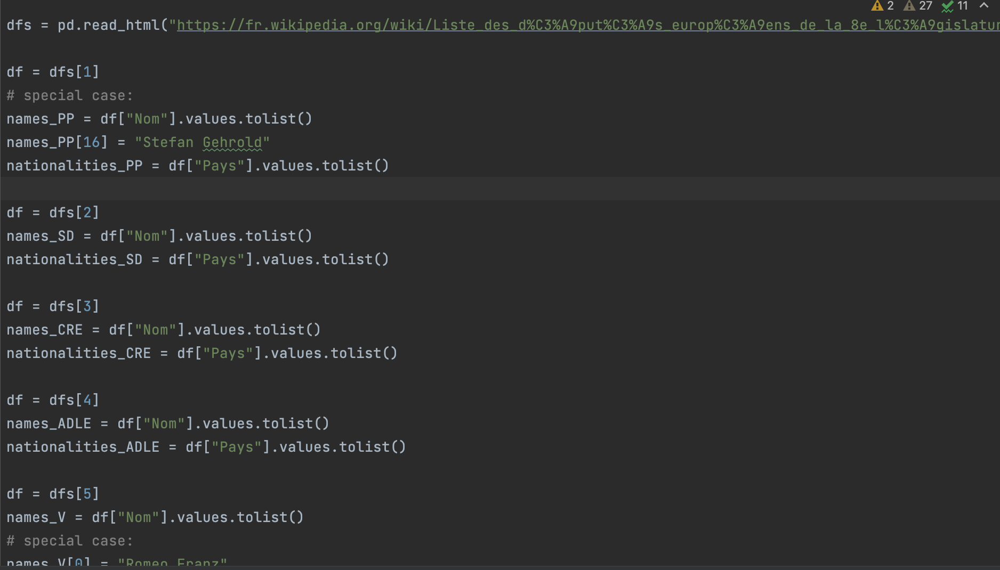 2 27 11
dfs = pd.read_html("https://fr.wikipedia.org/wiki/Liste_des_d%C3%A9put%C3%A9s_europ%C3%A9ens_de_la_8e_l%C3%A9gislatur
df = dfs[1]
# special case:
names_PP = df["Nom"].values.tolist()
names_PP[16] = "Stefan Gehrold"
nationalities_PP = df["Pays"].values.tolist()
df = dfs[2]
names_SD = df["Nom"].values.tolist()
nationalities_SD = df["Pays"].values.tolist()
df = dfs[3]
names_CRE = df["Nom"].values.tolist()
nationalities_CRE = df["Pays"].values.tolist()
df = dfs[4]
names_ADLE = df["Nom"].values.tolist()
nationalities_ADLE = df["Pays"].values.tolist()
df = dfs[5]
names_V = df["Nom"].values.tolist()
# special case:
names_V[0] = "Romeo Franz"